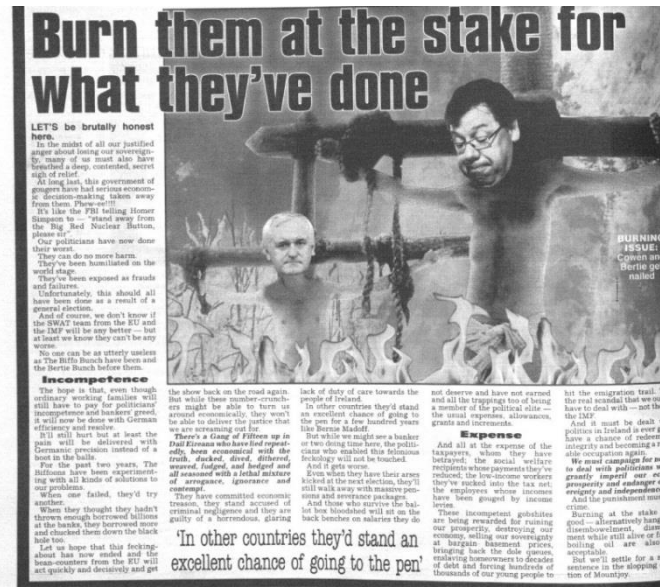 Burn them at the stake for
what they've done
LET'S be brutally honest
here.
In the midst of all our justified
anger about losing our sovereign-
ty, many of us must also have
breathed a deep, contented, secret
sigh of relief.
At long last, this government of
gougers have had serious econom-
ic decision-making taken away
from them. Phew-ee!!!!
It's like the FBI telling Homer
Simpson to — "stand away from
the Big Red Nuclear Button,
please sir".
Our politicians have now done
their worst.
They can do no more harm.
They've been humiliated on the
world stage.
They've been exposed as frauds
and failures.
Unfortunately, this should all
have been done as a result of a
general election.
And of course, we don't know if
the SWAT team from the EU and
the IMF will be any better — but
at least we know they can't be any
worse.
No one can be as utterly useless
as The Biffo Bunch have been and
the Bertie Bunch before them.
Incompetence
The hope is that, even though
ordinary working families will
still have to pay for politicians'
incompetence and bankers' greed,
it will now be done with German
efficiency and resolve.
It'll still hurt but at least the
pain will be delivered with
Germanic precision instead of a
boot in the balls.
For the past two years, The
Biffoons have been experiment-
ing with all kinds of solutions to
our problems.
When one failed, they'd try
another.
When they thought they hadn't
thrown enough borrowed billions
at the banks, they borrowed more
and chucked them down the black
hole too.
Let us hope that this fecking-
about has now ended and the
bean-counters from the EU will
act quickly and decisively and get
the show back on the road again.
But while these number-crunch-
ers might be able to turn us
around economically, they won't
be able to deliver the justice that
we are screaming out for.
There's a Gang of Fifteen up in
Dail Eireann who have lied repeat-
edly, been economical with the
truth, ducked, dived, dithered,
weaved, fudged, and hedged and
all seasoned with a lethal mixture
of arrogance, ignorance and
contempt.
They have committed economic
treason, they stand accused of
criminal negligence and they are
guilty of a horrendous, glaring
lack of duty of care towards the
people of Ireland.
In other countries they'd stand
an excellent chance of going to
the pen for a few hundred years
like Bernie Madoff.
But while we might see a banker
or two doing time here, the politi-
cians who enabled this felonious
fecklogy will not be touched.
And it gets worse.
Even when they have their arses
kicked at the next election, they'll
still walk away with massive pen-
sions and severance packages.
And those who survive the bal-
lot box bloodshed will sit on the
back benches on salaries they do
'In other countries they'd stand an
excellent chance of going to the pen'
not deserve and have not earned
and all the trappings too of being
a member of the political elite —
the usual expenses, allowances,
grants and increments.
Expense
And all at the expense of the
taxpayers, whom they have
betrayed; the social welfare
recipients whose payments they've
reduced; the low-income workers
they've sucked into the tax net;
the employees whose incomes
have been gouged by income
levies.
These incompetent gobshites
are being rewarded for ruining
our prosperity, destroying our
economy, selling our sovereignty
at bargain basement prices,
bringing back the dole queues,
enslaving homeowners to decades
of debt and forcing hundreds of
thousands of our young people to
BURNING
ISSUE:
Cowen and
Bertie get
nailed
hit the emigration trail.
the real scandal that we
have to deal with — not
the IMF.
And it must be dealt
politics in Ireland is ever
have a chance of redeem
integrity and becoming a
able occupation again.
We must campaign for
to deal with politicians
grantly imperil our
prosperity and endanger
ereignty and independen
And the punishment
crime.
Burning at the stake
good — alternatively hang
disembowelment, dism
ment while still alive or
boiling oil are also
acceptable.
But we'll settle for a
sentence in the slopping
tion of Mountjoy.